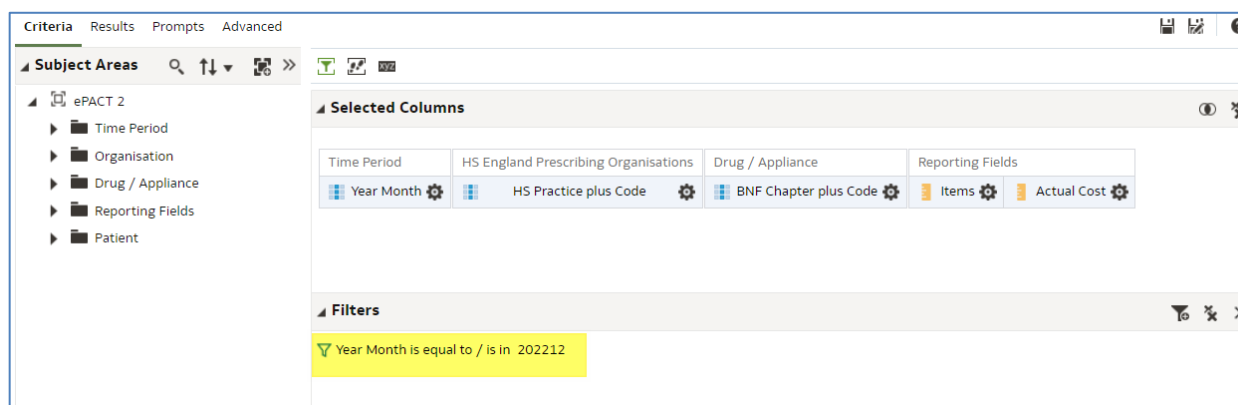 Criteria Results Prompts Advanced
Subject Areas
ePACT 2
Time Period
Organisation
Drug / Appliance
Reporting Fields
Patient
xyz
Selected Columns
Time Period HS England Prescribing Organisations Drug / Appliance Reporting Fields
Year Month HS Practice plus Code BNF Chapter plus Code Items Actual Cost
Filters
Year Month is equal to / is in 202212